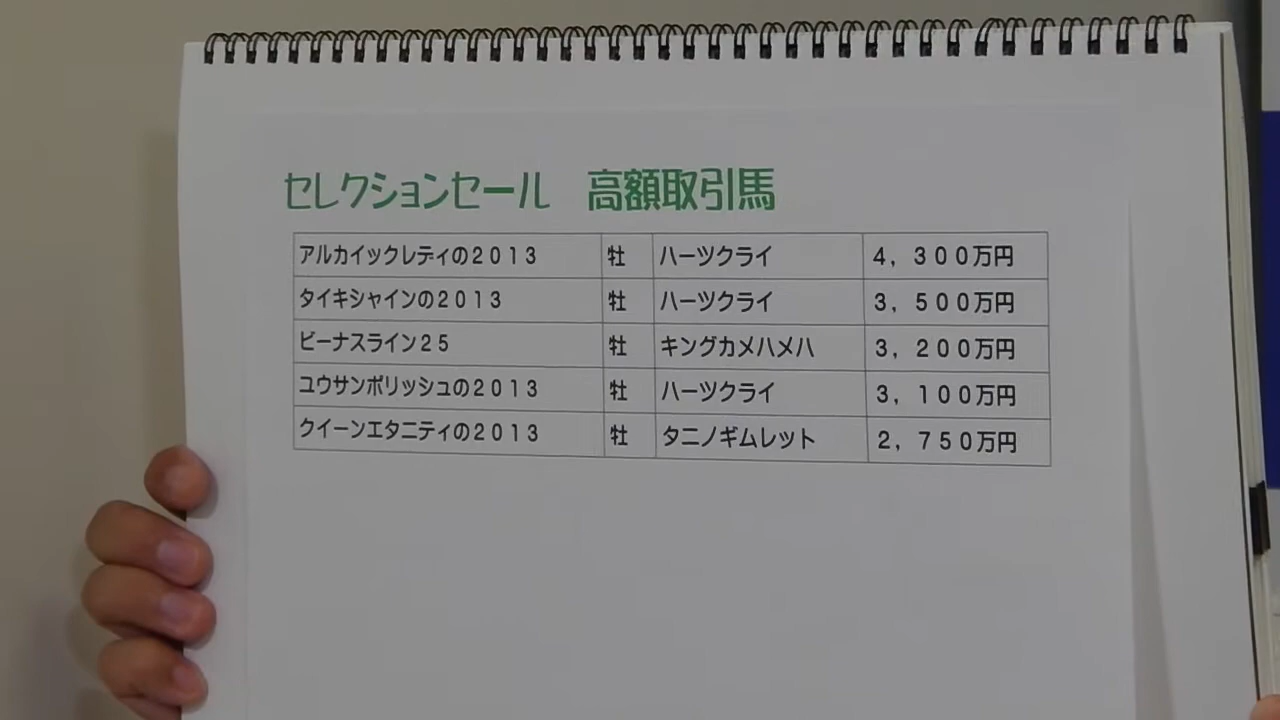 セレクションセール　高額取引馬
アルカイックレティの２０１３ 牡 ハーツクライ ４，３００万円
タイキシャインの２０１３ 牡 ハーツクライ ３，５００万円
ビーナスライン２５ 牡 キングカメハメハ ３，２００万円
ユウサンポリッシュの２０１３ 牡 ハーツクライ ３，１００万円
クイーンエタニティの２０１３ 牡 タニノギムレット ２，７５０万円